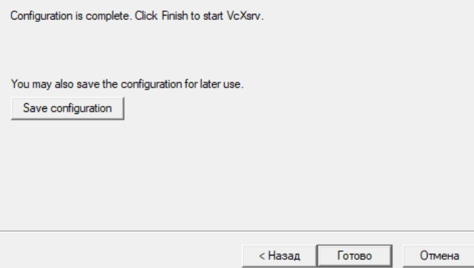 Configuration is complete. Click Finish to start VcXsrv.
You may also save the configuration for later use.
Save configuration
< Назад Готово Отмена